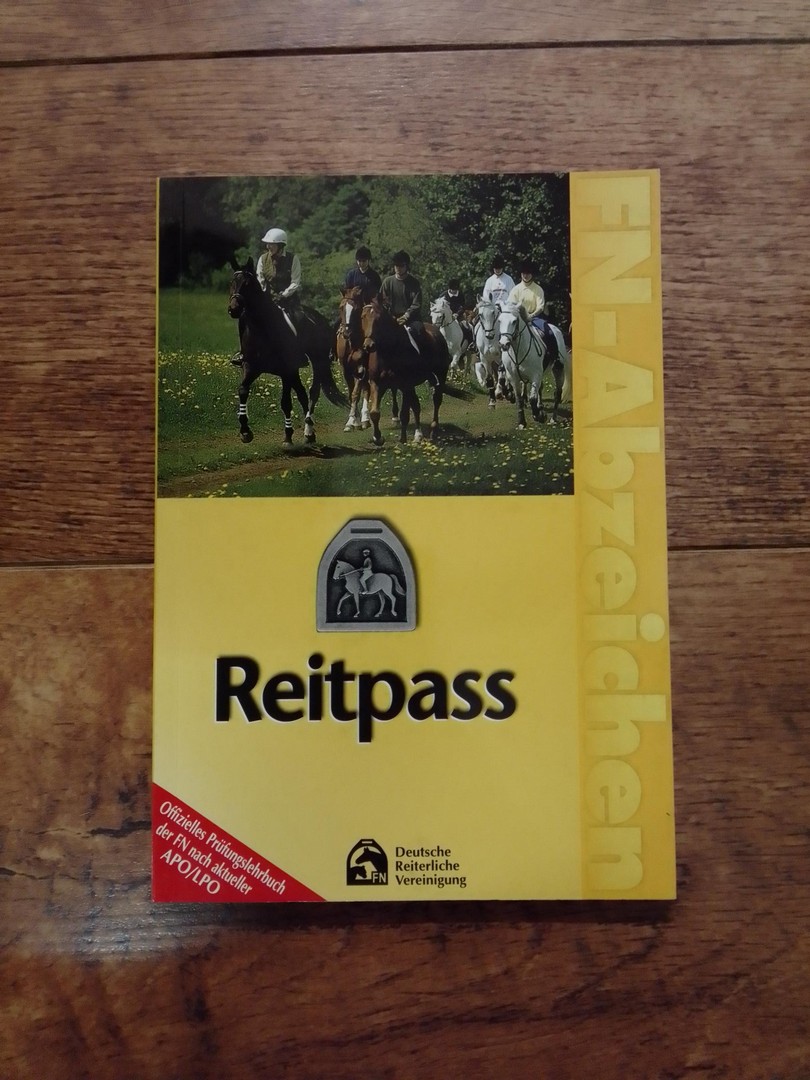 FN-Abzeichen
Reitpass
Offizielles Prüfungslehrbuch
der FN nach aktueller
APO/LPO
FN
Deutsche
Reiterliche
Vereinigung